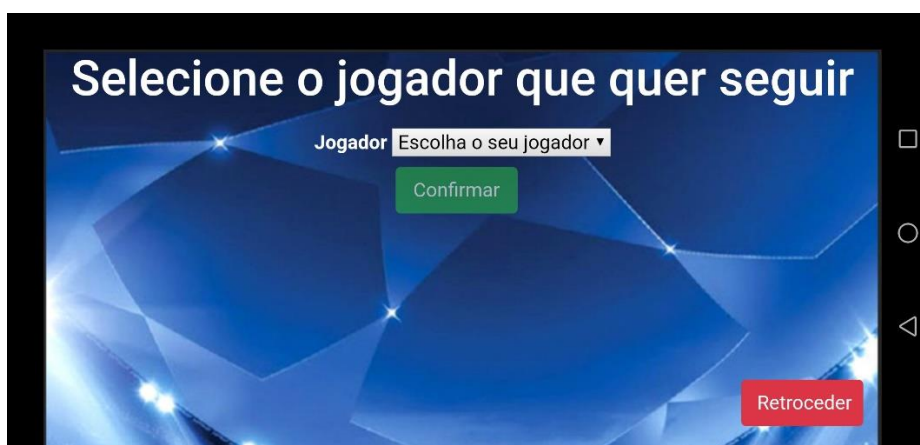 Selecione o jogador que quer seguir
Jogador Escolha o seu jogador
Confirmar
Retroceder